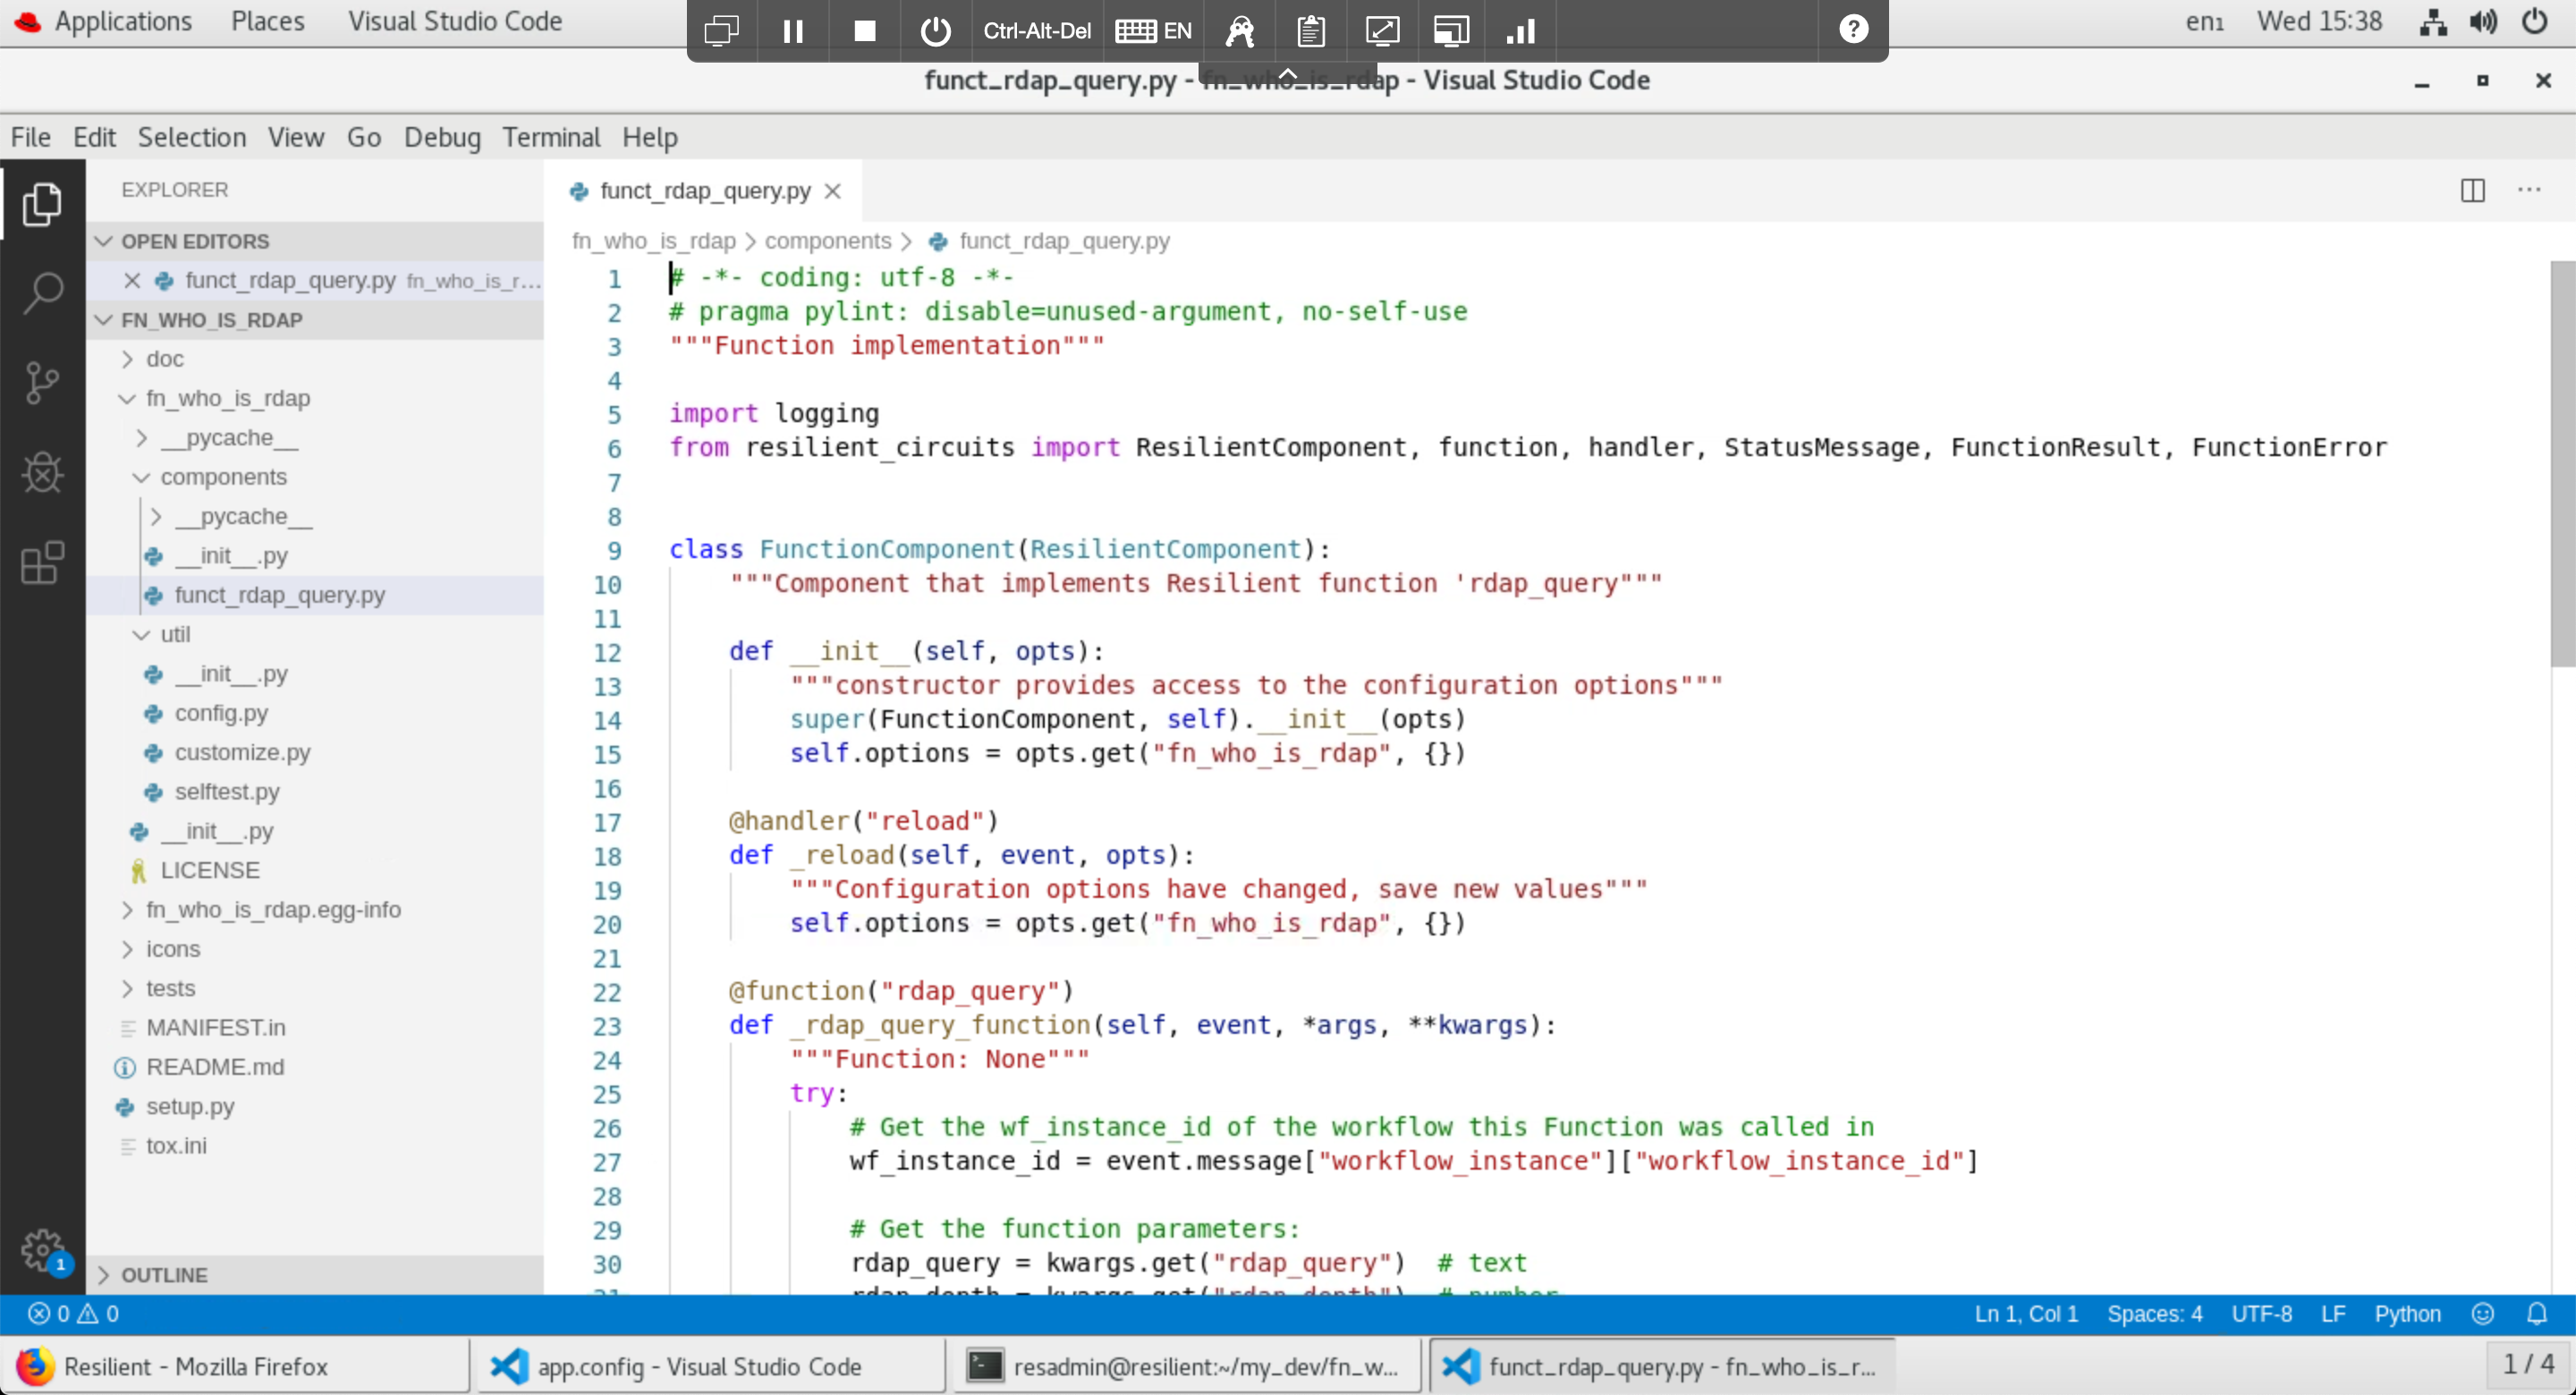 Applications Places Visual Studio Code
Ctrl-Alt-Del EN
en₁ Wed 15:38
funct_rdap_query.py - fn_who_is_rdap - Visual Studio Code
File Edit Selection View Go Debug Terminal Help
EXPLORER
OPEN EDITORS
funct_rdap_query.py fn_who_is_r...
FN_WHO_IS_RDAP
doc
fn_who_is_rdap
__pycache__
components
__pycache__
__init__.py
funct_rdap_query.py
util
__init__.py
config.py
customize.py
selftest.py
__init__.py
LICENSE
fn_who_is_rdap.egg-info
icons
tests
MANIFEST.in
README.md
setup.py
tox.ini
OUTLINE
1
funct_rdap_query.py
fn_who_is_rdap > components > funct_rdap_query.py
1 # -*- coding: utf-8 -*-
2 # pragma pylint: disable=unused-argument, no-self-use
3 """Function implementation"""
4
5 import logging
6 from resilient_circuits import ResilientComponent, function, handler, StatusMessage, FunctionResult, FunctionError
7
8
9 class FunctionComponent(ResilientComponent):
10 """Component that implements Resilient function 'rdap_query"""
11
12 def __init__(self, opts):
13 """constructor provides access to the configuration options"""
14 super(FunctionComponent, self).__init__(opts)
15 self.options = opts.get("fn_who_is_rdap", {})
16
17 @handler("reload")
18 def _reload(self, event, opts):
19 """Configuration options have changed, save new values"""
20 self.options = opts.get("fn_who_is_rdap", {})
21
22 @function("rdap_query")
23 def _rdap_query_function(self, event, *args, **kwargs):
24 """Function: None"""
25 try:
26 # Get the wf_instance_id of the workflow this Function was called in
27 wf_instance_id = event.message["workflow_instance"]["workflow_instance_id"]
28
29 # Get the function parameters:
30 rdap_query = kwargs.get("rdap_query") # text
31 rdap_depth = kwargs.get("rdap_depth") # number
0 0
Ln 1, Col 1 Spaces: 4 UTF-8 LF Python
Resilient - Mozilla Firefox
app.config - Visual Studio Code
resadmin@resilient:~/my_dev/fn_w...
funct_rdap_query.py - fn_who_is_r...
1 / 4